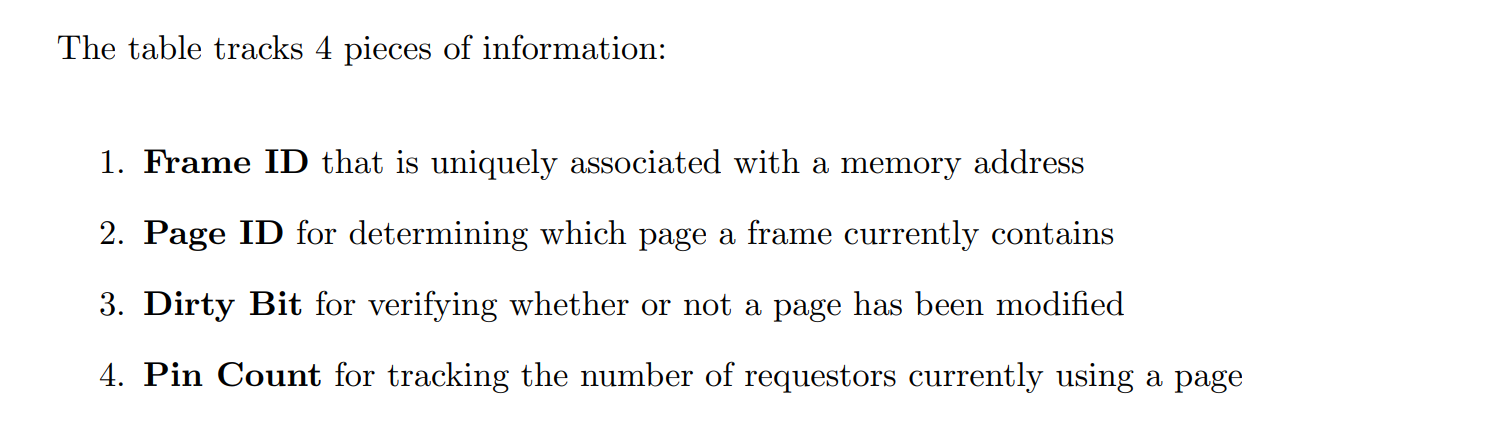 The table tracks 4 pieces of information:
1. Frame ID that is uniquely associated with a memory address
2. Page ID for determining which page a frame currently contains
3. Dirty Bit for verifying whether or not a page has been modified
4. Pin Count for tracking the number of requestors currently using a page